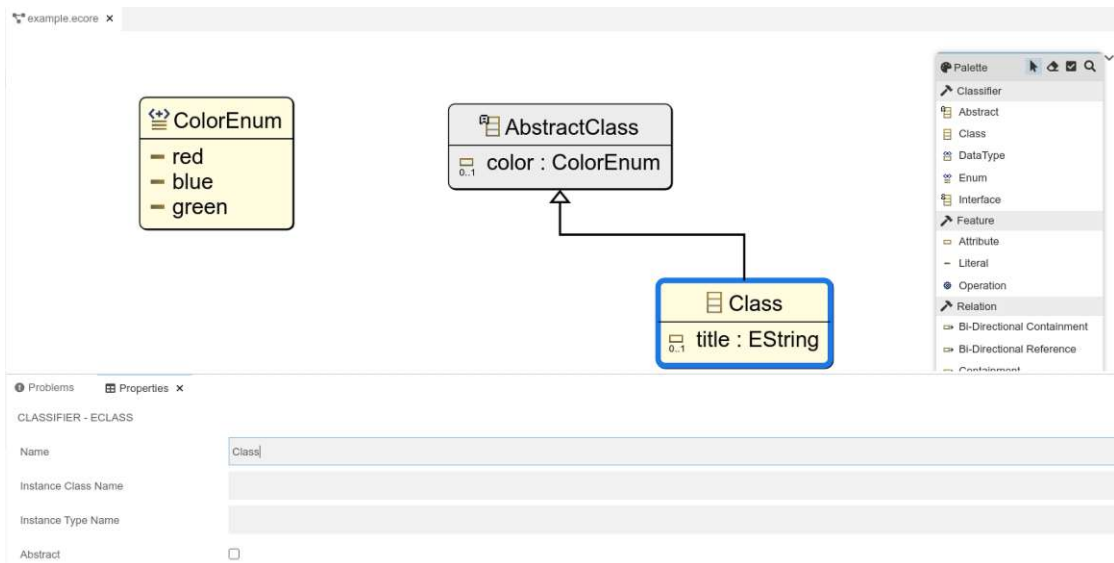 example.ecore
ColorEnum
red
blue
green
AbstractClass
0..1 color : ColorEnum
Class
0..1 title : EString
Palette
Classifier
Abstract
Class
DataType
Enum
Interface
Feature
Attribute
Literal
Operation
Relation
Bi-Directional Containment
Bi-Directional Reference
Containment
Problems Properties
CLASSIFIER - ECLASS
Name Class
Instance Class Name
Instance Type Name
Abstract